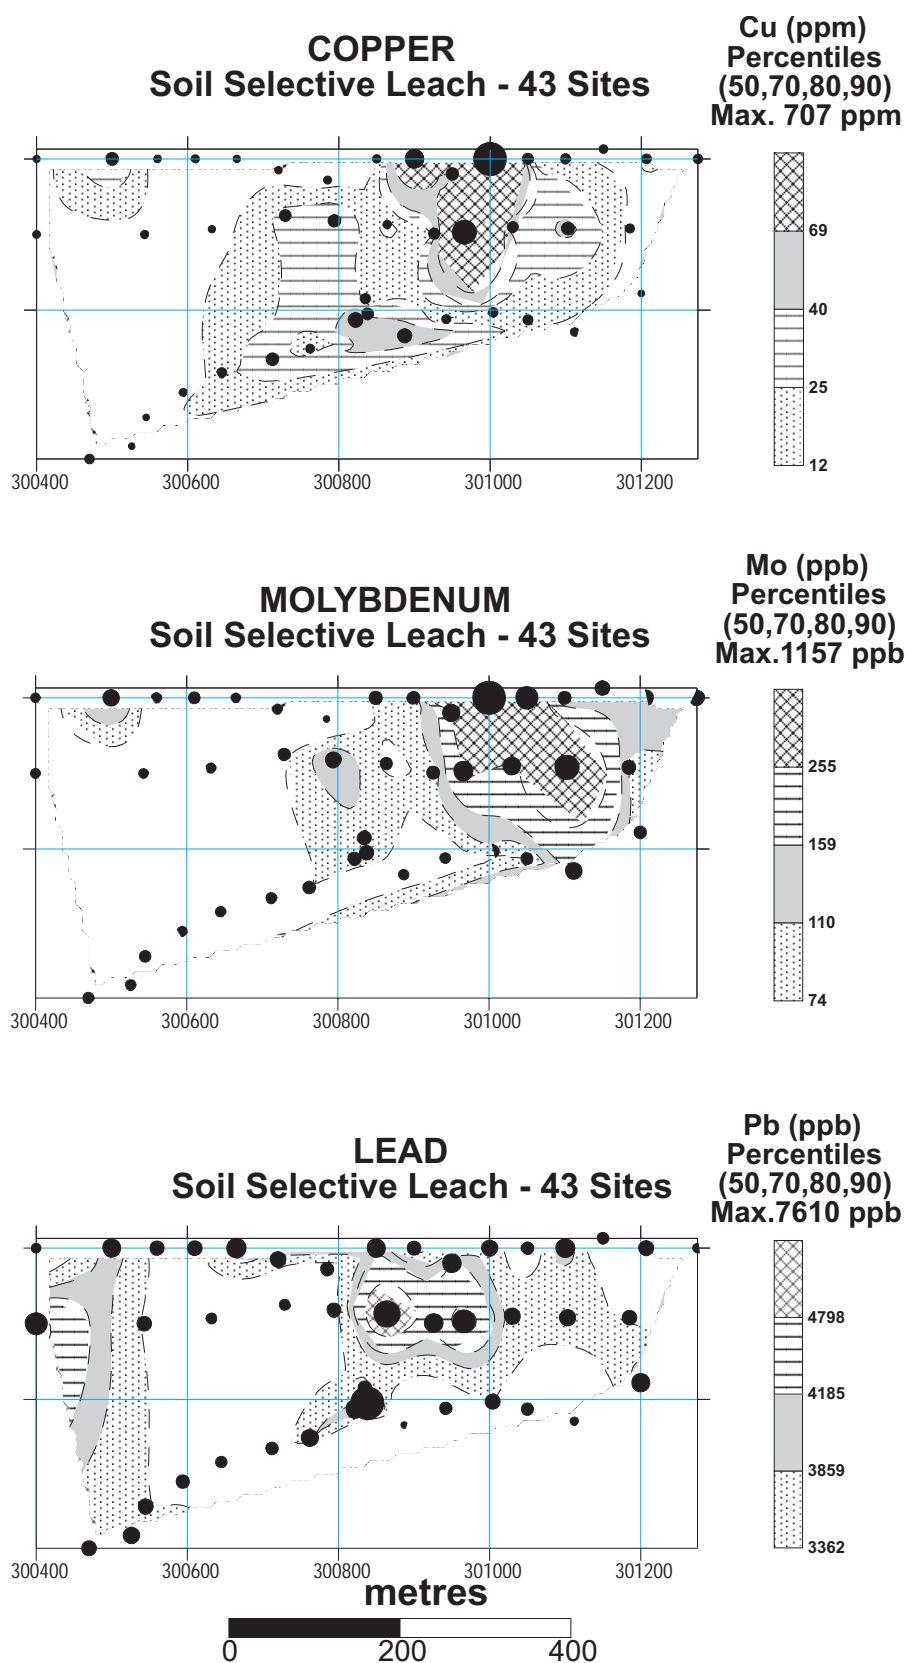 COPPER
Soil Selective Leach - 43 Sites
Cu (ppm)
Percentiles
(50,70,80,90)
Max. 707 ppm
69
40
25
12
300400 300600 300800 301000 301200
MOLYBDENUM
Soil Selective Leach - 43 Sites
Mo (ppb)
Percentiles
(50,70,80,90)
Max.1157 ppb
255
159
110
74
300400 300600 300800 301000 301200
LEAD
Soil Selective Leach - 43 Sites
Pb (ppb)
Percentiles
(50,70,80,90)
Max.7610 ppb
4798
4185
3859
3362
300400 300600 300800 301000 301200
metres
0 200 400